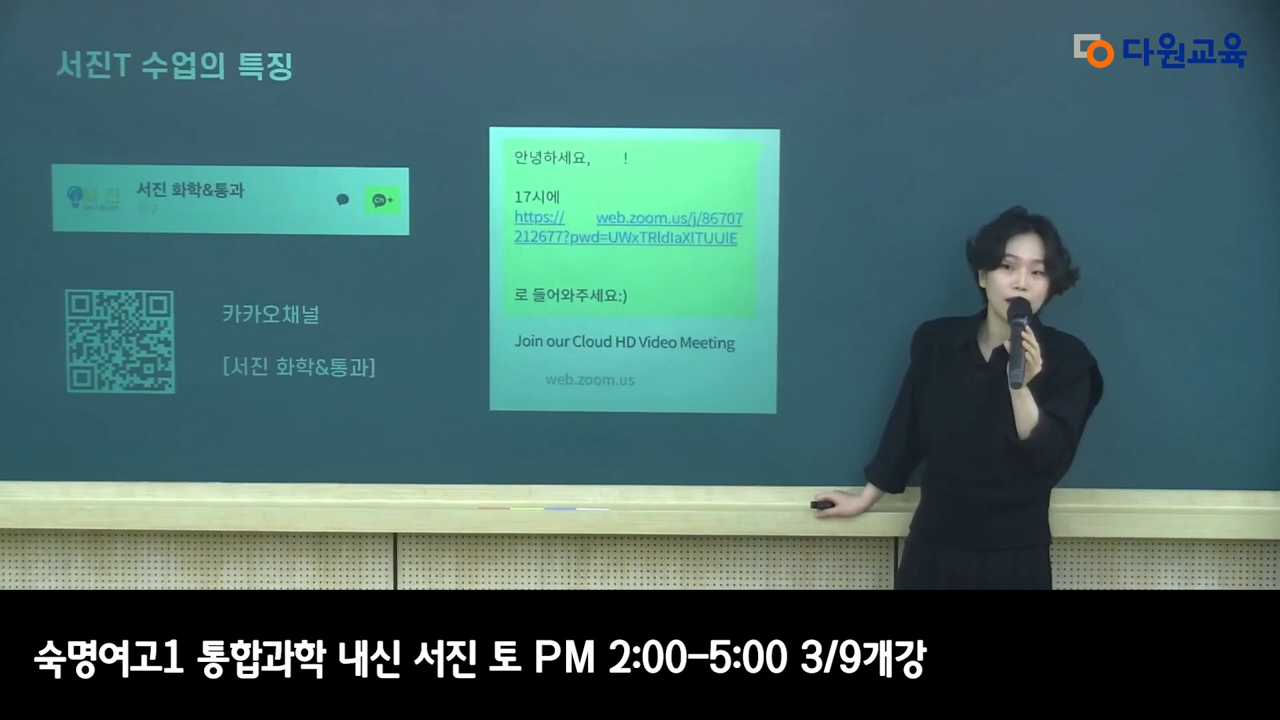 서진T 수업의 특징
다원교육
서진 화학&통과
Ch+
카카오채널
[서진 화학&통과]
안녕하세요, !
17시에
https:// web.zoom.us/j/86707
212677?pwd=UWxTRldIaXlTUUlE
로 들어와주세요:)
Join our Cloud HD Video Meeting
web.zoom.us
숙명여고1 통합과학 내신 서진 토 PM 2:00-5:00 3/9개강